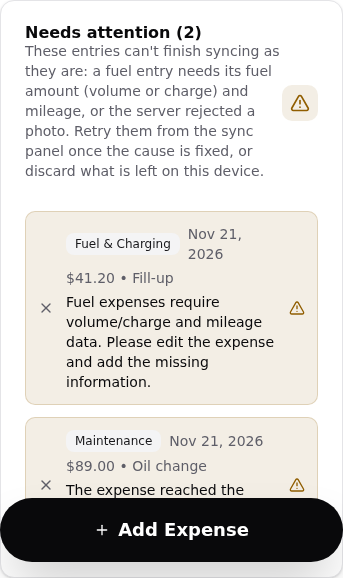 Needs attention (2)
These entries can't finish syncing as
they are: a fuel entry needs its fuel
amount (volume or charge) and
mileage, or the server rejected a
photo. Retry them from the sync
panel once the cause is fixed, or
discard what is left on this device.
Fuel & Charging
Nov 21,
2026
$41.20 • Fill-up
Fuel expenses require
volume/charge and mileage
data. Please edit the expense
and add the missing
information.
Maintenance
Nov 21, 2026
$89.00 • Oil change
The expense reached the
+ Add Expense